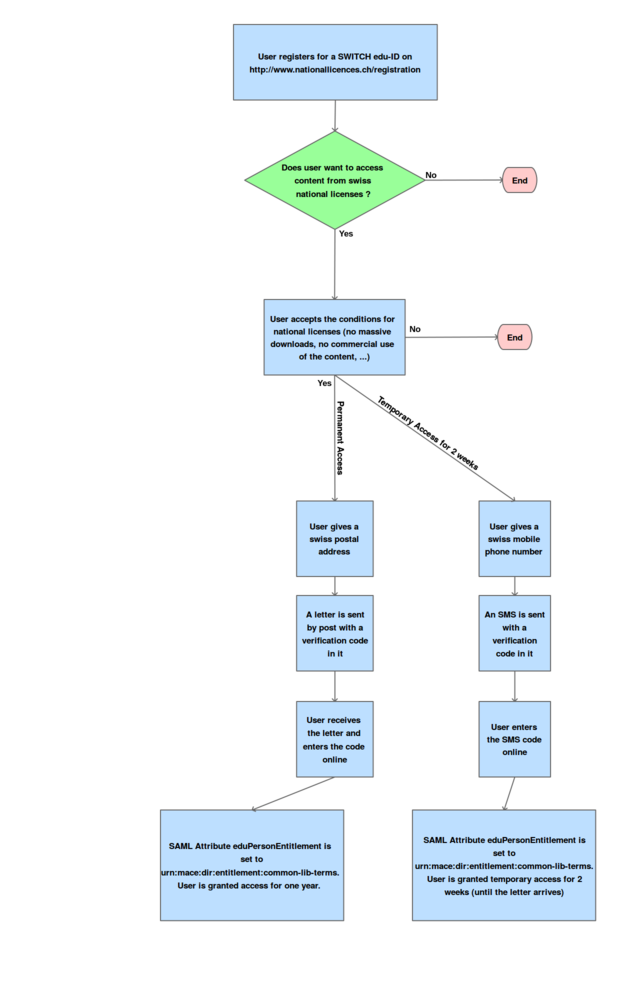 User registers for a SWITCH edu-ID on
http://www.nationallicences.ch/registration
Does user want to access
content from swiss
national licenses ?
No
End
Yes
User accepts the conditions for
national licenses (no massive
downloads, no commercial use
of the content, ...)
No
End
Yes
Permanent Access
Temporary Access for 2 weeks
User gives a
swiss postal
address
User gives a
swiss mobile
phone number
A letter is sent
by post with a
verification code
in it
An SMS is sent
with a
verification
code in it
User receives
the letter and
enters the code
online
User enters
the SMS code
online
SAML Attribute eduPersonEntitlement is
set to
urn:mace:dir:entitlement:common-lib-terms.
User is granted access for one year.
SAML Attribute eduPersonEntitlement is
set to
urn:mace:dir:entitlement:common-lib-terms.
User is granted temporary access for 2
weeks (until the letter arrives)